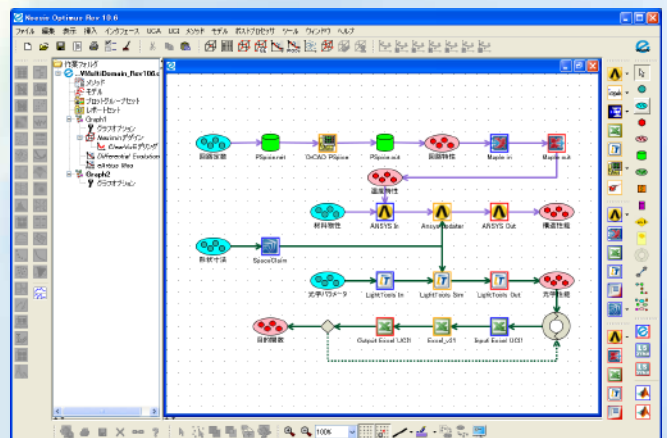 Noesis Optimus Rev 10.6
ファイル 編集 表示 挿入 インタフェース UCA UCI メソッド モデル ポストプロセッサ ツール ウィンドウ ヘルプ
作業フォルダ
メソッド
モデル
プロットグループセット
レポートセット
Graph1
グラフオプション
Differential Evolution
Graph2
グラフオプション
回路定数
PSpice net
OrCAD PSpice
PSpice out
回路特性
Maple in
Maple out
温度特性
材料物性
ANSYS In
Ansys Updater
ANSYS Out
構造性能
形状寸法
SpaceClaim
光学パラメータ
LightTools In
LightTools Sim
LightTools Out
光学性能
目的関数
Output Excel UCI1
Excel_v01
Input Excel UCI1
100%